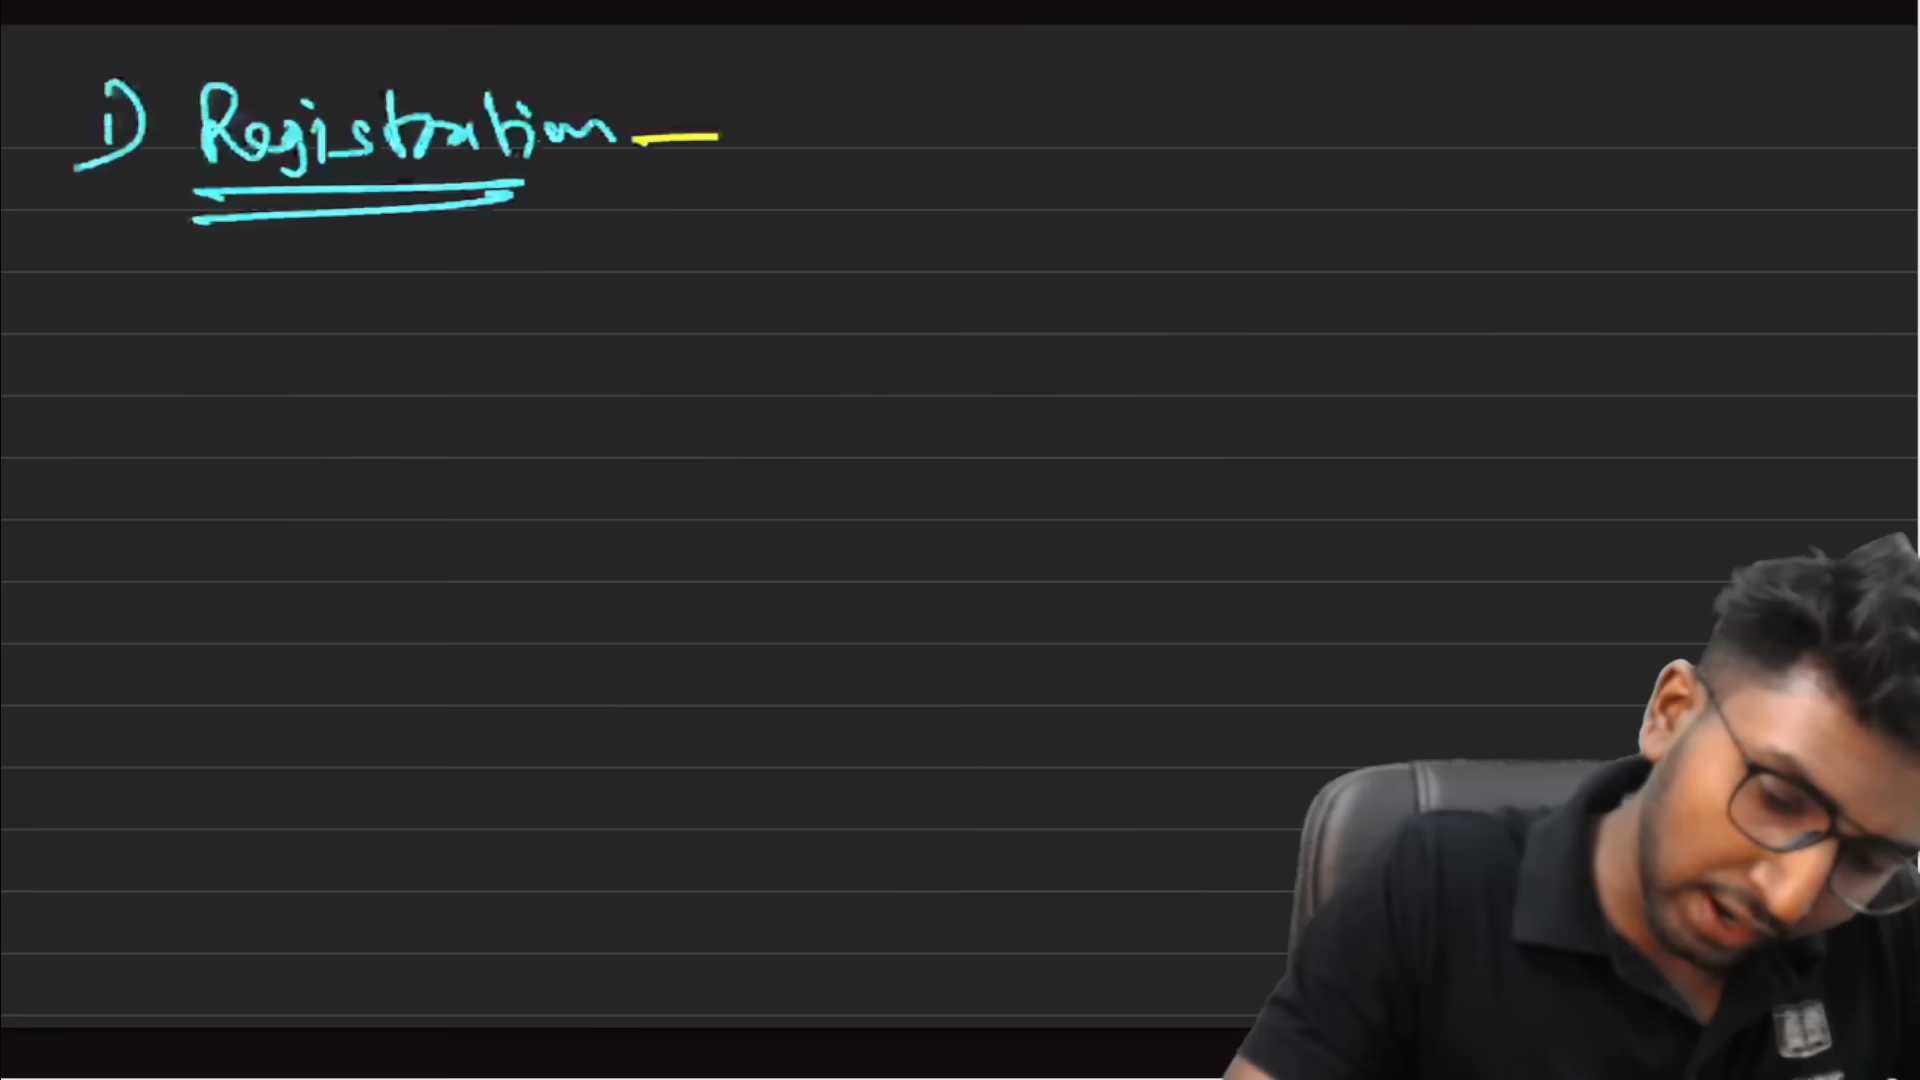 1) Registration —